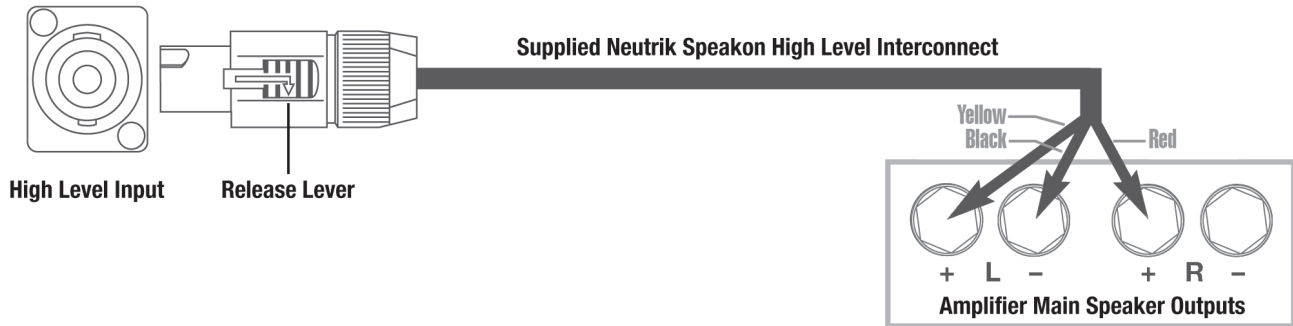 Supplied Neutrik Speakon High Level Interconnect
Yellow
Black
Red
High Level Input
Release Lever
+ L − + R −
Amplifier Main Speaker Outputs